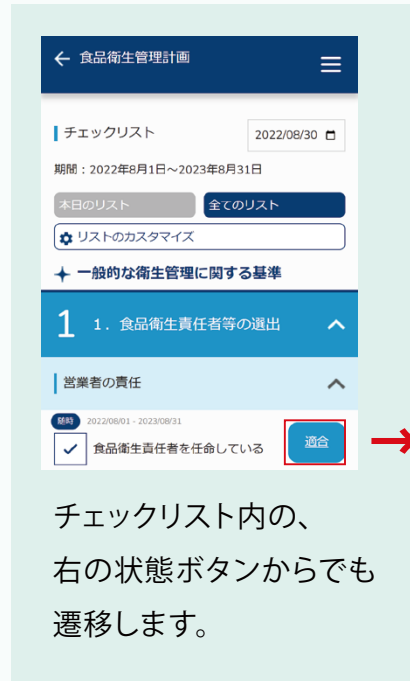 食品衛生管理計画
チェックリスト
2022/08/30
期間：2022年8月1日～2023年8月31日
本日のリスト
全てのリスト
リストのカスタマイズ
一般的な衛生管理に関する基準
1 1．食品衛生責任者等の選出
営業者の責任
随時 2022/08/01 - 2023/08/31
食品衛生責任者を任命している
適合
チェックリスト内の、
右の状態ボタンからでも
遷移します。